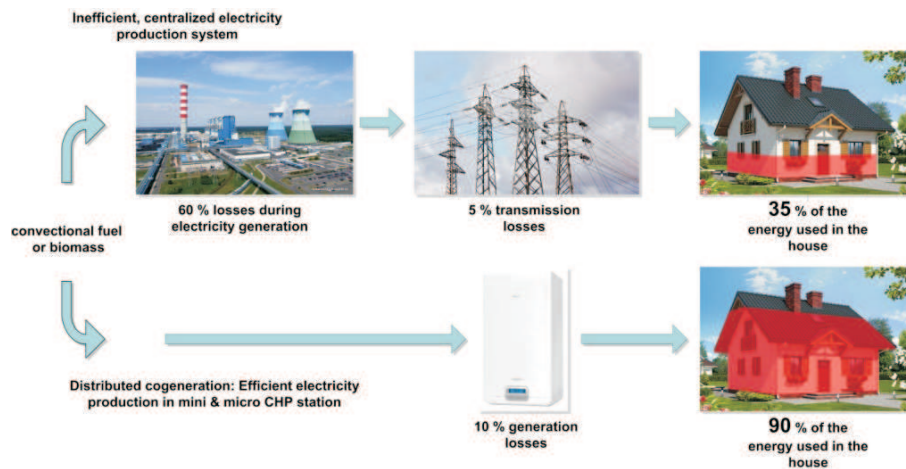 Inefficient, centralized electricity
production system
60 % losses during
electricity generation
5 % transmission
losses
35 % of the
energy used in the
house
convectional fuel
or biomass
Distributed cogeneration: Efficient electricity
production in mini & micro CHP station
10 % generation
losses
90 % of the
energy used in the
house